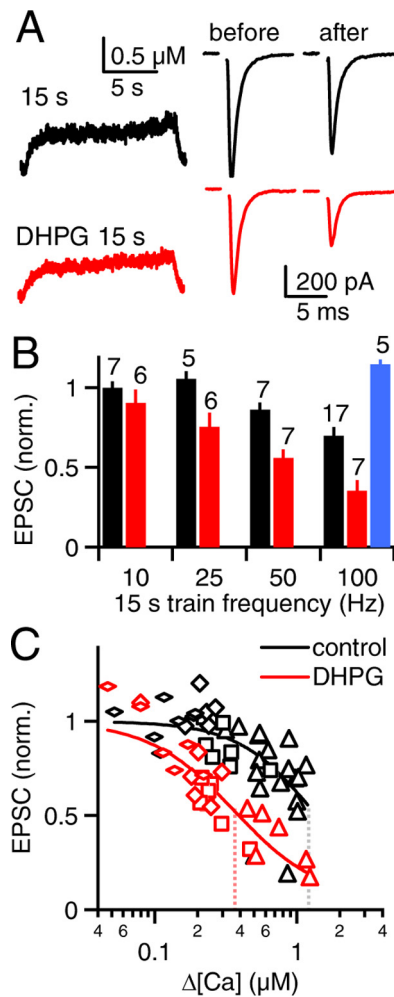 A
before after
0.5 µM
5 s
15 s
DHPG 15 s
200 pA
5 ms
B
7 6 5 6 7 7 17 7 5
EPSC (norm.)
1
0.5
0
10 25 50 100
15 s train frequency (Hz)
C
control
DHPG
EPSC (norm.)
1
0.5
0
4 6 0.1 2 4 6 1 2 4
Δ[Ca] (µM)